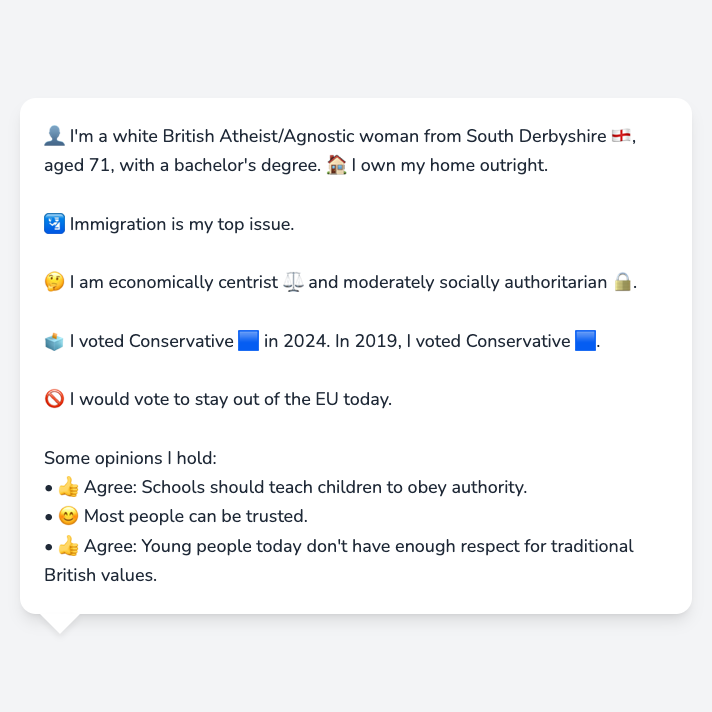 👤 I'm a white British Atheist/Agnostic woman from South Derbyshire 🏴󠁧󠁢󠁥󠁮󠁧󠁿,
aged 71, with a bachelor's degree. 🏠 I own my home outright.
🛂 Immigration is my top issue.
🤔 I am economically centrist ⚖️ and moderately socially authoritarian 🔒.
🗳️ I voted Conservative 🟦 in 2024. In 2019, I voted Conservative 🟦.
🚫 I would vote to stay out of the EU today.
Some opinions I hold:
• 👍 Agree: Schools should teach children to obey authority.
• 😊 Most people can be trusted.
• 👍 Agree: Young people today don't have enough respect for traditional
British values.